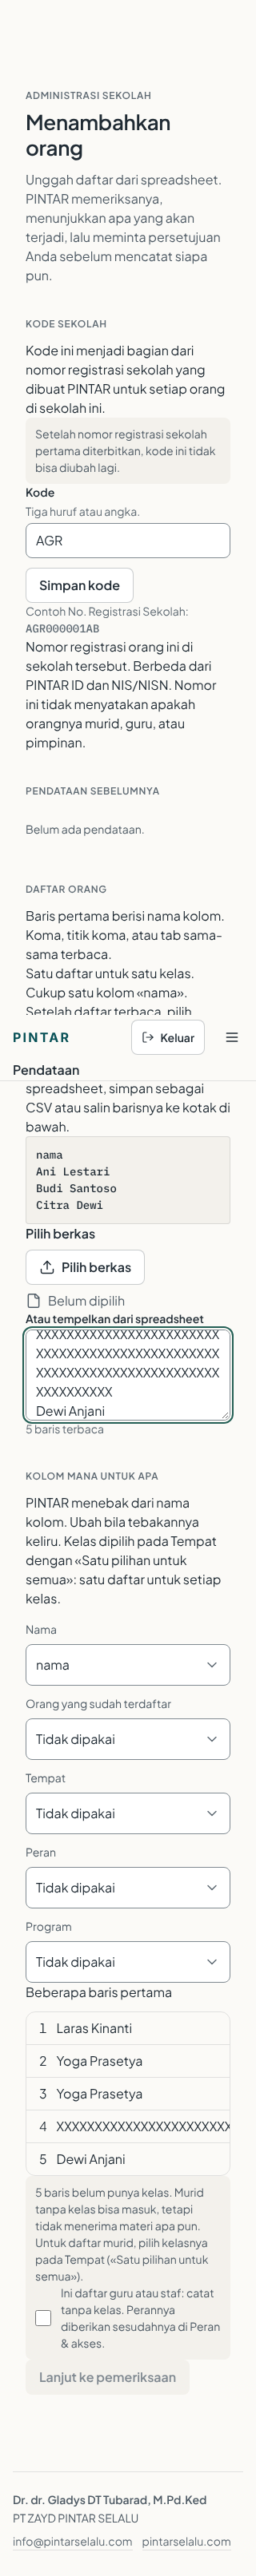 ADMINISTRASI SEKOLAH
Menambahkan
orang
Unggah daftar dari spreadsheet.
PINTAR memeriksanya,
menunjukkan apa yang akan
terjadi, lalu meminta persetujuan
Anda sebelum mencatat siapa
pun.
KODE SEKOLAH
Kode ini menjadi bagian dari
nomor registrasi sekolah yang
dibuat PINTAR untuk setiap orang
di sekolah ini.
Setelah nomor registrasi sekolah
pertama diterbitkan, kode ini tidak
bisa diubah lagi.
Kode
Tiga huruf atau angka.
AGR
Simpan kode
Contoh No. Registrasi Sekolah:
AGR000001AB
Nomor registrasi orang ini di
sekolah tersebut. Berbeda dari
PINTAR ID dan NIS/NISN. Nomor
ini tidak menyatakan apakah
orangnya murid, guru, atau
pimpinan.
PENDATAAN SEBELUMNYA
Belum ada pendataan.
DAFTAR ORANG
Baris pertama berisi nama kolom.
Koma, titik koma, atau tab sama-
sama terbaca.
Satu daftar untuk satu kelas.
Cukup satu kolom «nama».
Setelah daftar terbaca, pilih
PINTAR
Keluar
Pendataan
spreadsheet, simpan sebagai
CSV atau salin barisnya ke kotak di
bawah.
nama
Ani Lestari
Budi Santoso
Citra Dewi
Pilih berkas
Pilih berkas
Belum dipilih
Atau tempelkan dari spreadsheet
XXXXXXXXXXXXXXXXXXXXXXXX
XXXXXXXXXXXXXXXXXXXXXXXX
XXXXXXXXXXXXXXXXXXXXXXXX
XXXXXXXXXX
Dewi Anjani
5 baris terbaca
KOLOM MANA UNTUK APA
PINTAR menebak dari nama
kolom. Ubah bila tebakannya
keliru. Kelas dipilih pada Tempat
dengan «Satu pilihan untuk
semua»: satu daftar untuk setiap
kelas.
Nama
nama
Orang yang sudah terdaftar
Tidak dipakai
Tempat
Tidak dipakai
Peran
Tidak dipakai
Program
Tidak dipakai
Beberapa baris pertama
1 Laras Kinanti
2 Yoga Prasetya
3 Yoga Prasetya
4 XXXXXXXXXXXXXXXXXXXXXXX
5 Dewi Anjani
5 baris belum punya kelas. Murid
tanpa kelas bisa masuk, tetapi
tidak menerima materi apa pun.
Untuk daftar murid, pilih kelasnya
pada Tempat («Satu pilihan untuk
semua»).
Ini daftar guru atau staf: catat
tanpa kelas. Perannya
diberikan sesudahnya di Peran
& akses.
Lanjut ke pemeriksaan
Dr. dr. Gladys DT Tubarad, M.Pd.Ked
PT ZAYD PINTAR SELALU
info@pintarselalu.com pintarselalu.com